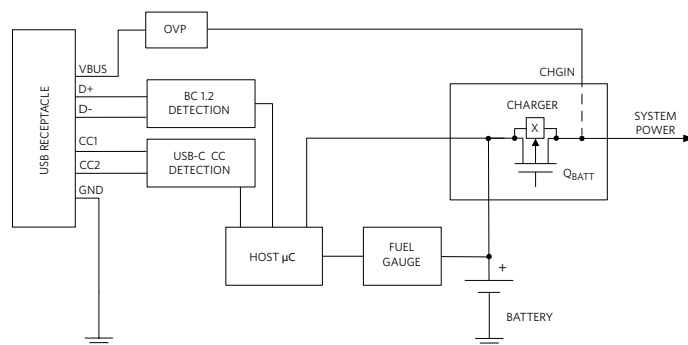 OVP
VBUS
D+
D-
CC1
CC2
GND
USB RECEPTACLE
BC 1.2
DETECTION
USB-C CC
DETECTION
CHGIN
CHARGER
X
QBATT
SYSTEM
POWER
HOST µC
FUEL
GAUGE
+
BATTERY